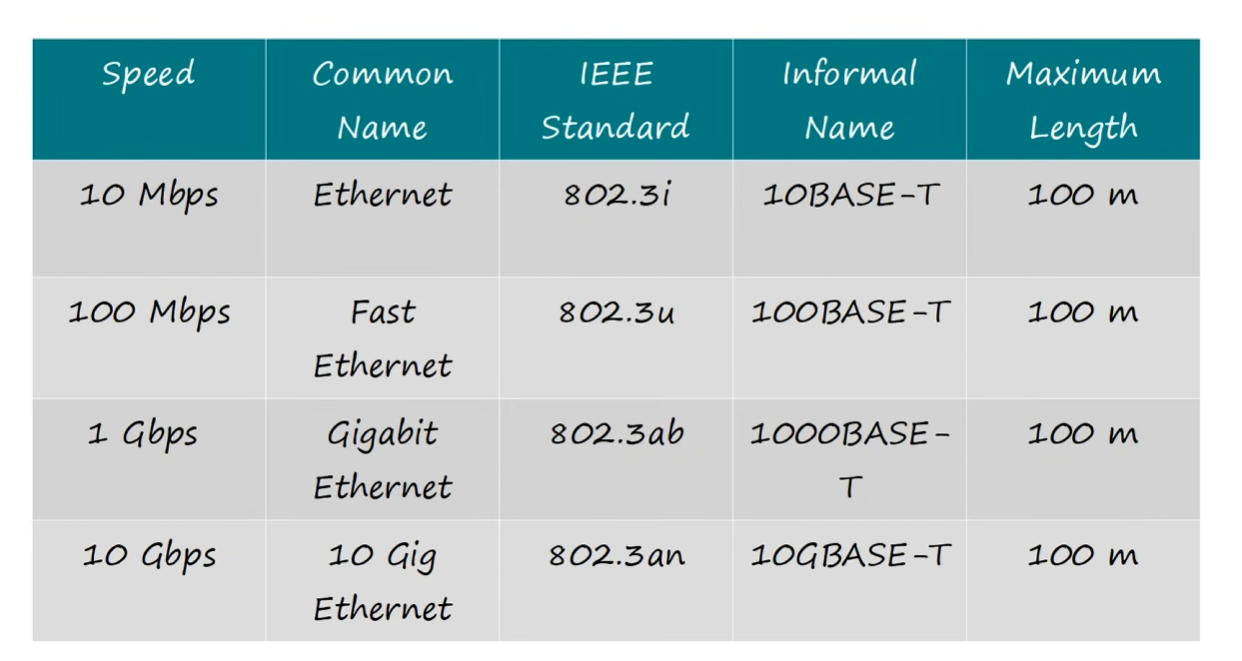 Speed
Common
Name
IEEE
Standard
Informal
Name
Maximum
Length
10 Mbps
Ethernet
802.3i
10BASE-T
100 m
100 Mbps
Fast
Ethernet
802.3u
100BASE-T
100 m
1 Gbps
Gigabit
Ethernet
802.3ab
1000BASE-
T
100 m
10 Gbps
10 Gig
Ethernet
802.3an
10GBASE-T
100 m